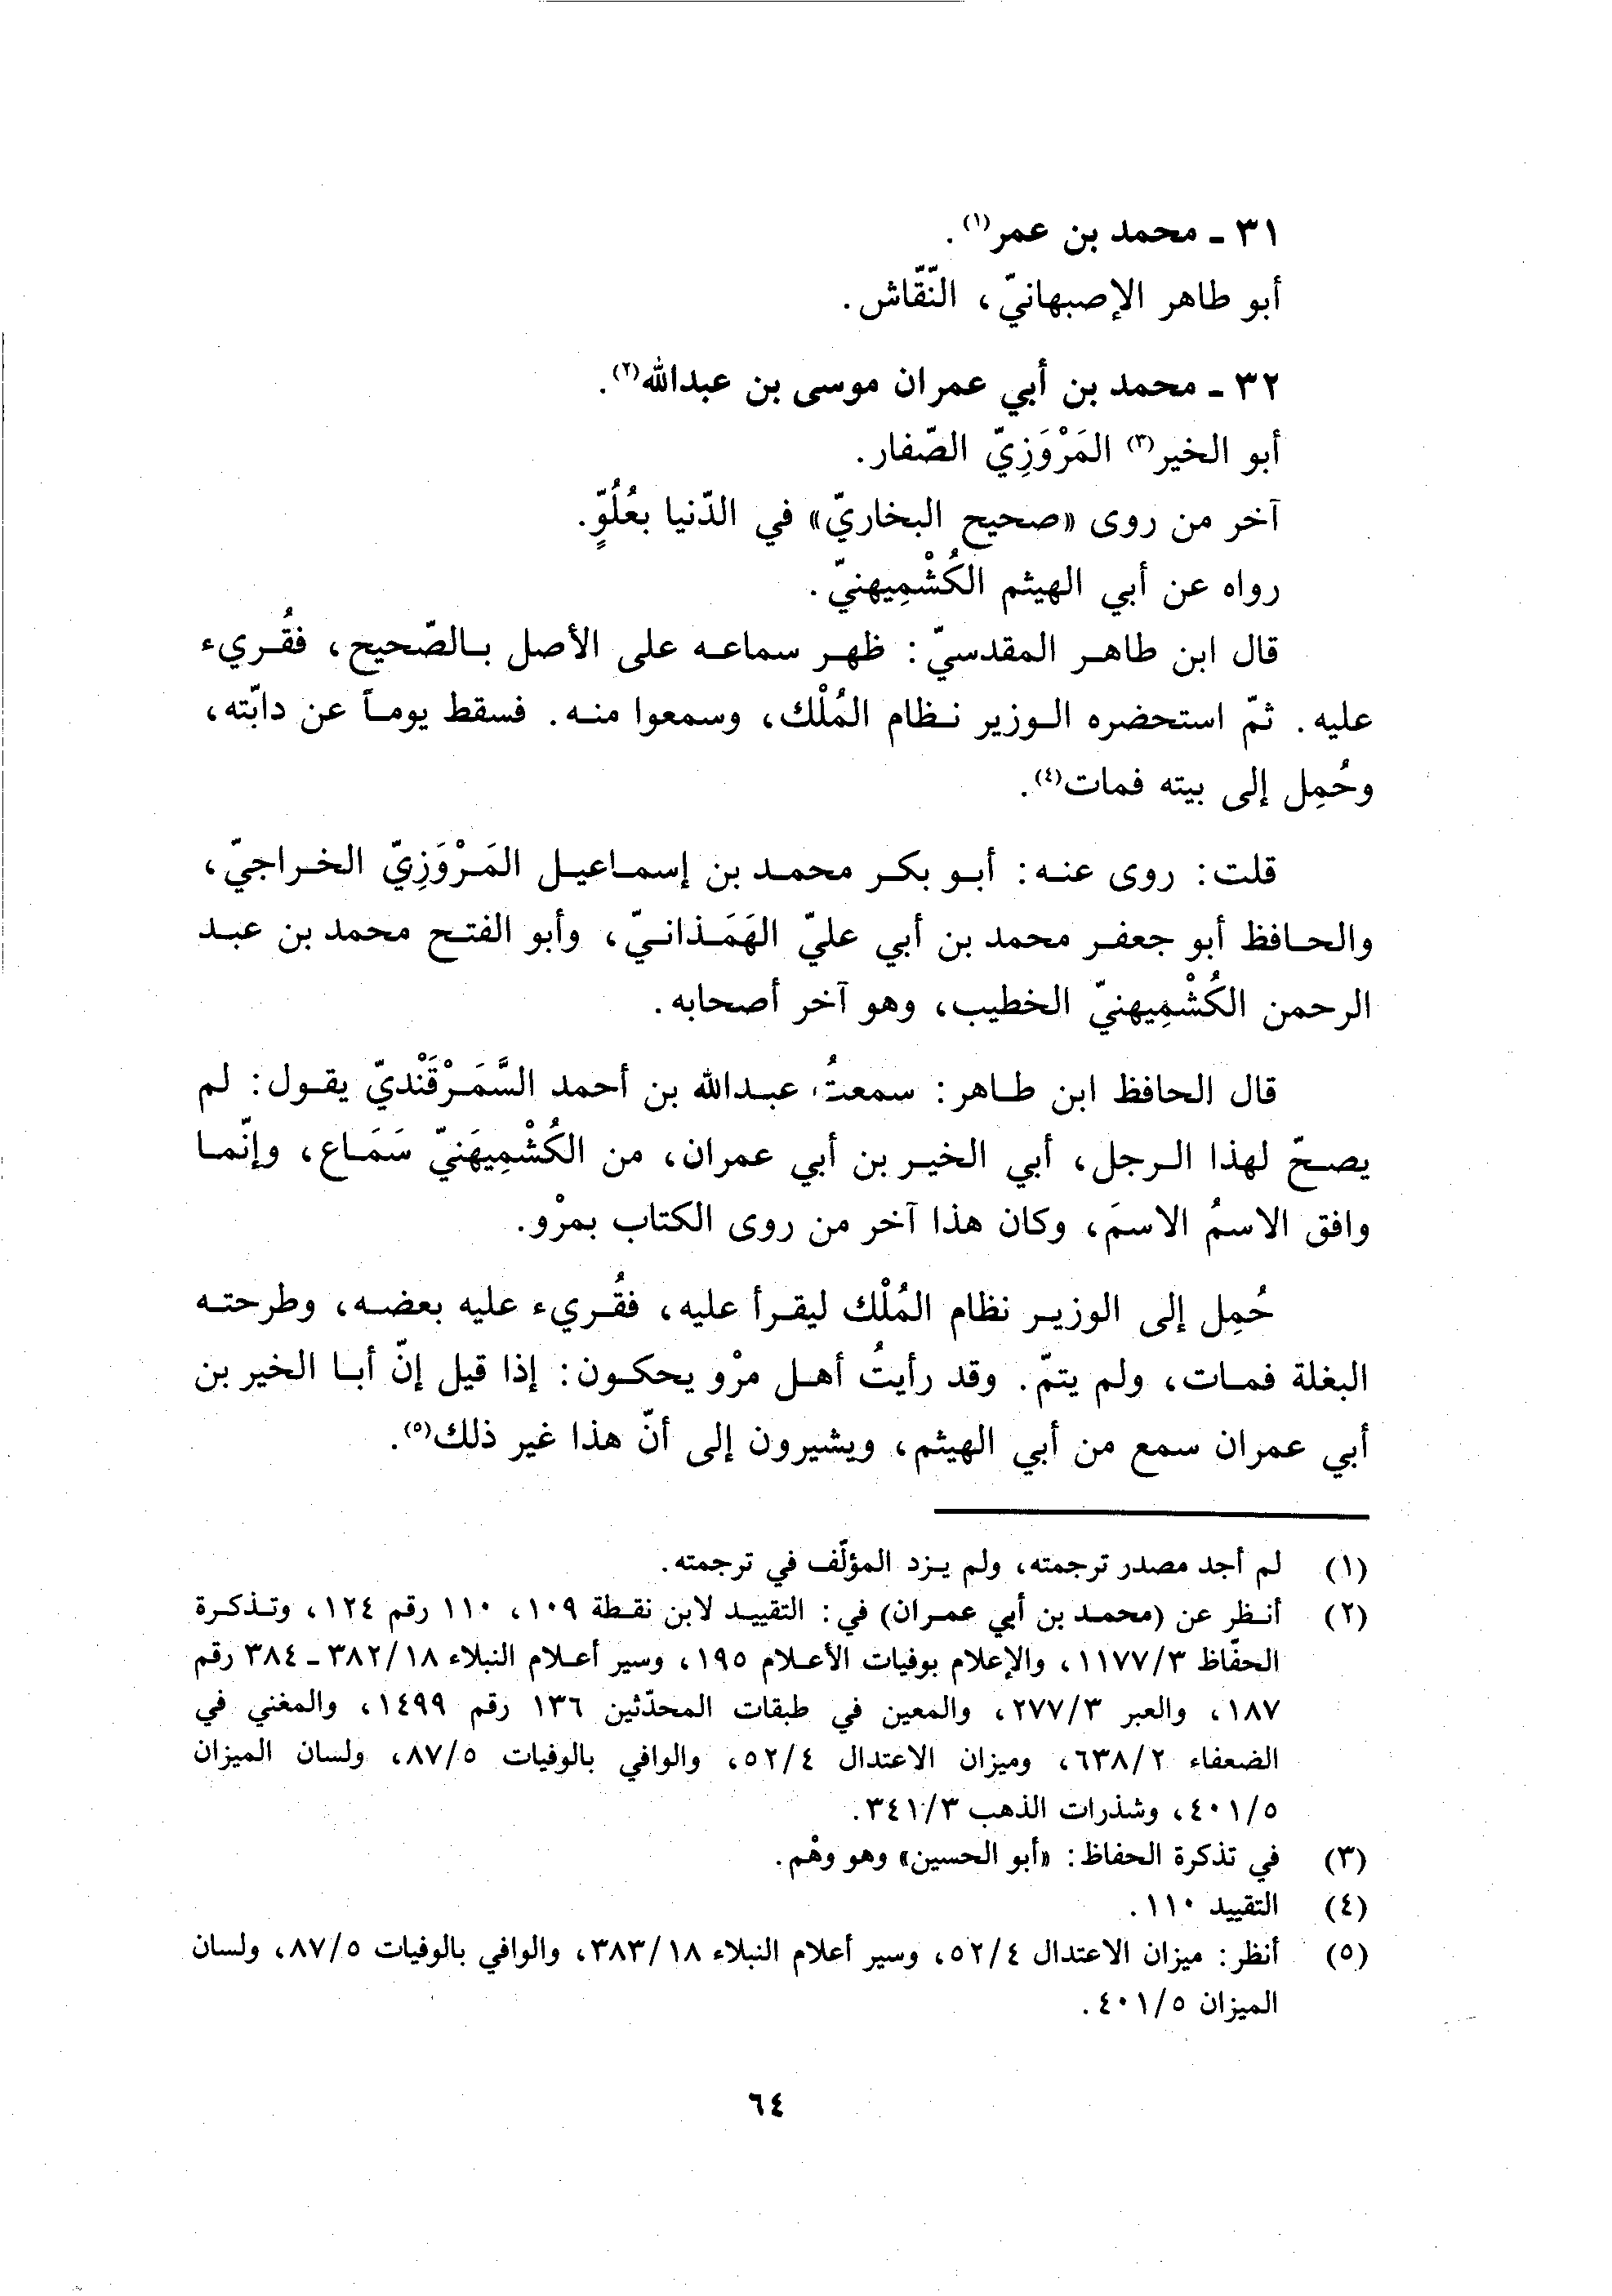 ٣١ ـ محمد بن عمر(١).
أبو طاهر الإصبهانيّ، النّقّاش.
٣٢ ـ محمد بن أبي عمران موسى بن عبدالله(٢).
أبو الخير(٣) المَرْوَزِيّ الصّفار.
آخر من روى «صحيح البخاريّ» في الدّنيا بعُلُوٍّ.
رواه عن أبي الهيثم الكُشْمِيهنيّ.
قال ابن طاهر المقدسيّ: ظهر سماعه على الأصل بالصّحيح، فقُريء
عليه. ثمّ استحضره الوزير نظام المُلْك، وسمعوا منه. فسقط يوماً عن دابّته،
وحُمِل إلى بيته فمات(٤).
قلت: روى عنه: أبو بكر محمد بن إسماعيل المَرْوَزِيّ الخراجيّ،
والحافظ أبو جعفر محمد بن أبي عليّ الهَمَذانيّ، وأبو الفتح محمد بن عبد
الرحمن الكُشْمِيهنيّ الخطيب، وهو آخر أصحابه.
قال الحافظ ابن طاهر: سمعتُ عبدالله بن أحمد السَّمَرْقَنْديّ يقول: لم
يصحّ لهذا الرجل، أبي الخير بن أبي عمران، من الكُشْمِيهَنيّ سَمَاع، وإنّما
وافق الاسمُ الاسمَ، وكان هذا آخر من روى الكتاب بمرْو.
حُمِل إلى الوزير نظام المُلْك ليقرأ عليه، فقُريء عليه بعضه، وطرحته
البغلة فمات، ولم يتمّ. وقد رأيتُ أهل مرْو يحكون: إذا قيل إنّ أبا الخير بن
أبي عمران سمع من أبي الهيثم، ويشيرون إلى أنّ هذا غير ذلك(٥).
(١) لم أجد مصدر ترجمته، ولم يزد المؤلّف في ترجمته.
(٢) أنظر عن (محمد بن أبي عمران) في: التقييد لابن نقطة ١٠٩، ١١٠ رقم ١٢٤، وتذكرة
الحفّاظ ١١٧٧/٣، والإعلام بوفيات الأعلام ١٩٥، وسير أعلام النبلاء ٣٨٢/١٨ ـ ٣٨٤ رقم
١٨٧، والعبر ٢٧٧/٣، والمعين في طبقات المحدّثين ١٣٦ رقم ١٤٩٩، والمغني في
الضعفاء ٦٣٨/٢، وميزان الاعتدال ٥٢/٤، والوافي بالوفيات ٨٧/٥، ولسان الميزان
٤٠١/٥، وشذرات الذهب ٣٤١/٣.
(٣) في تذكرة الحفاظ: «أبو الحسين» وهو وهْم.
(٤) التقييد ١١٠.
(٥) أنظر: ميزان الاعتدال ٥٢/٤، وسير أعلام النبلاء ٣٨٣/١٨، والوافي بالوفيات ٨٧/٥، ولسان
الميزان ٤٠١/٥.
٦٤